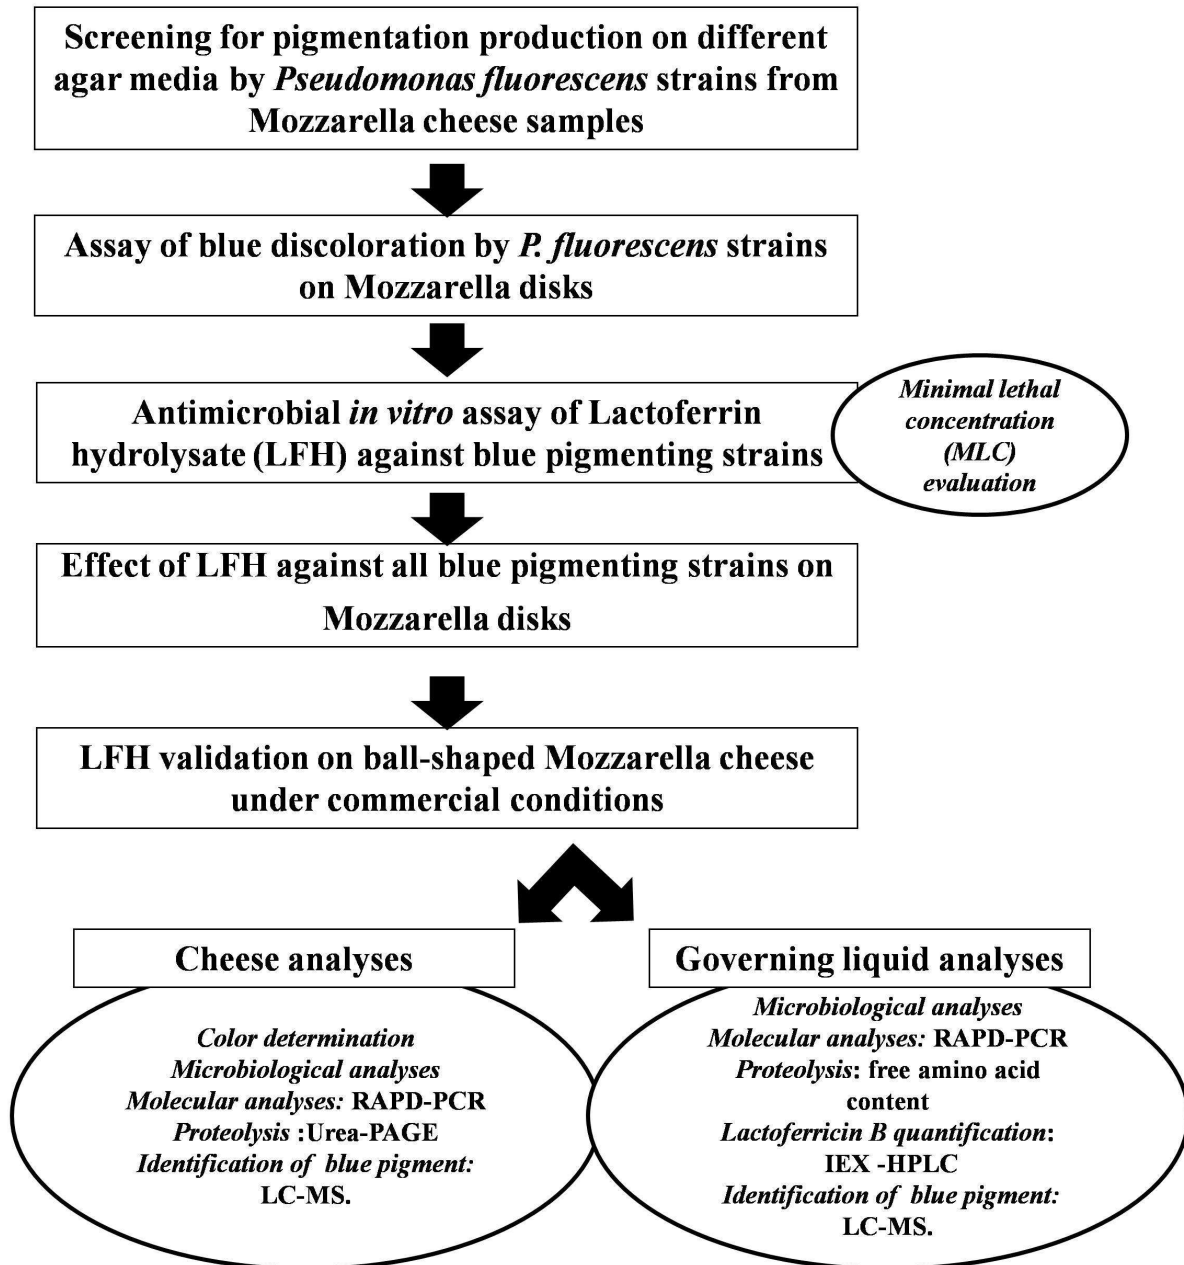 Screening for pigmentation production on different
agar media by Pseudomonas fluorescens strains from
Mozzarella cheese samples
Assay of blue discoloration by P. fluorescens strains
on Mozzarella disks
Antimicrobial in vitro assay of Lactoferrin
hydrolysate (LFH) against blue pigmenting strains
Minimal lethal
concentration
(MLC)
evaluation
Effect of LFH against all blue pigmenting strains on
Mozzarella disks
LFH validation on ball-shaped Mozzarella cheese
under commercial conditions
Cheese analyses
Color determination
Microbiological analyses
Molecular analyses: RAPD-PCR
Proteolysis :Urea-PAGE
Identification of blue pigment:
LC-MS.
Governing liquid analyses
Microbiological analyses
Molecular analyses: RAPD-PCR
Proteolysis: free amino acid
content
Lactoferricin B quantification:
IEX -HPLC
Identification of blue pigment:
LC-MS.